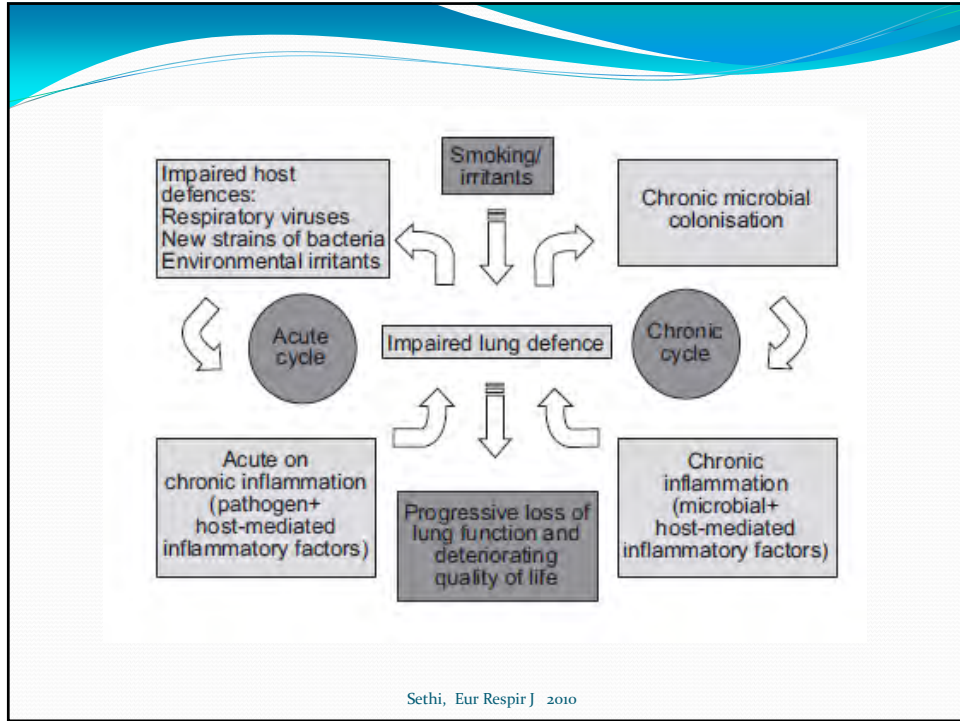 Smoking/
irritants
Impaired host
defences:
Respiratory viruses
New strains of bacteria
Environmental irritants
Chronic microbial
colonisation
Acute
cycle
Impaired lung defence
Chronic
cycle
Acute on
chronic inflammation
(pathogen+
host-mediated
inflammatory factors)
Progressive loss of
lung function and
deteriorating
quality of life
Chronic
inflammation
(microbial+
host-mediated
inflammatory factors)
Sethi, Eur Respir J 2010